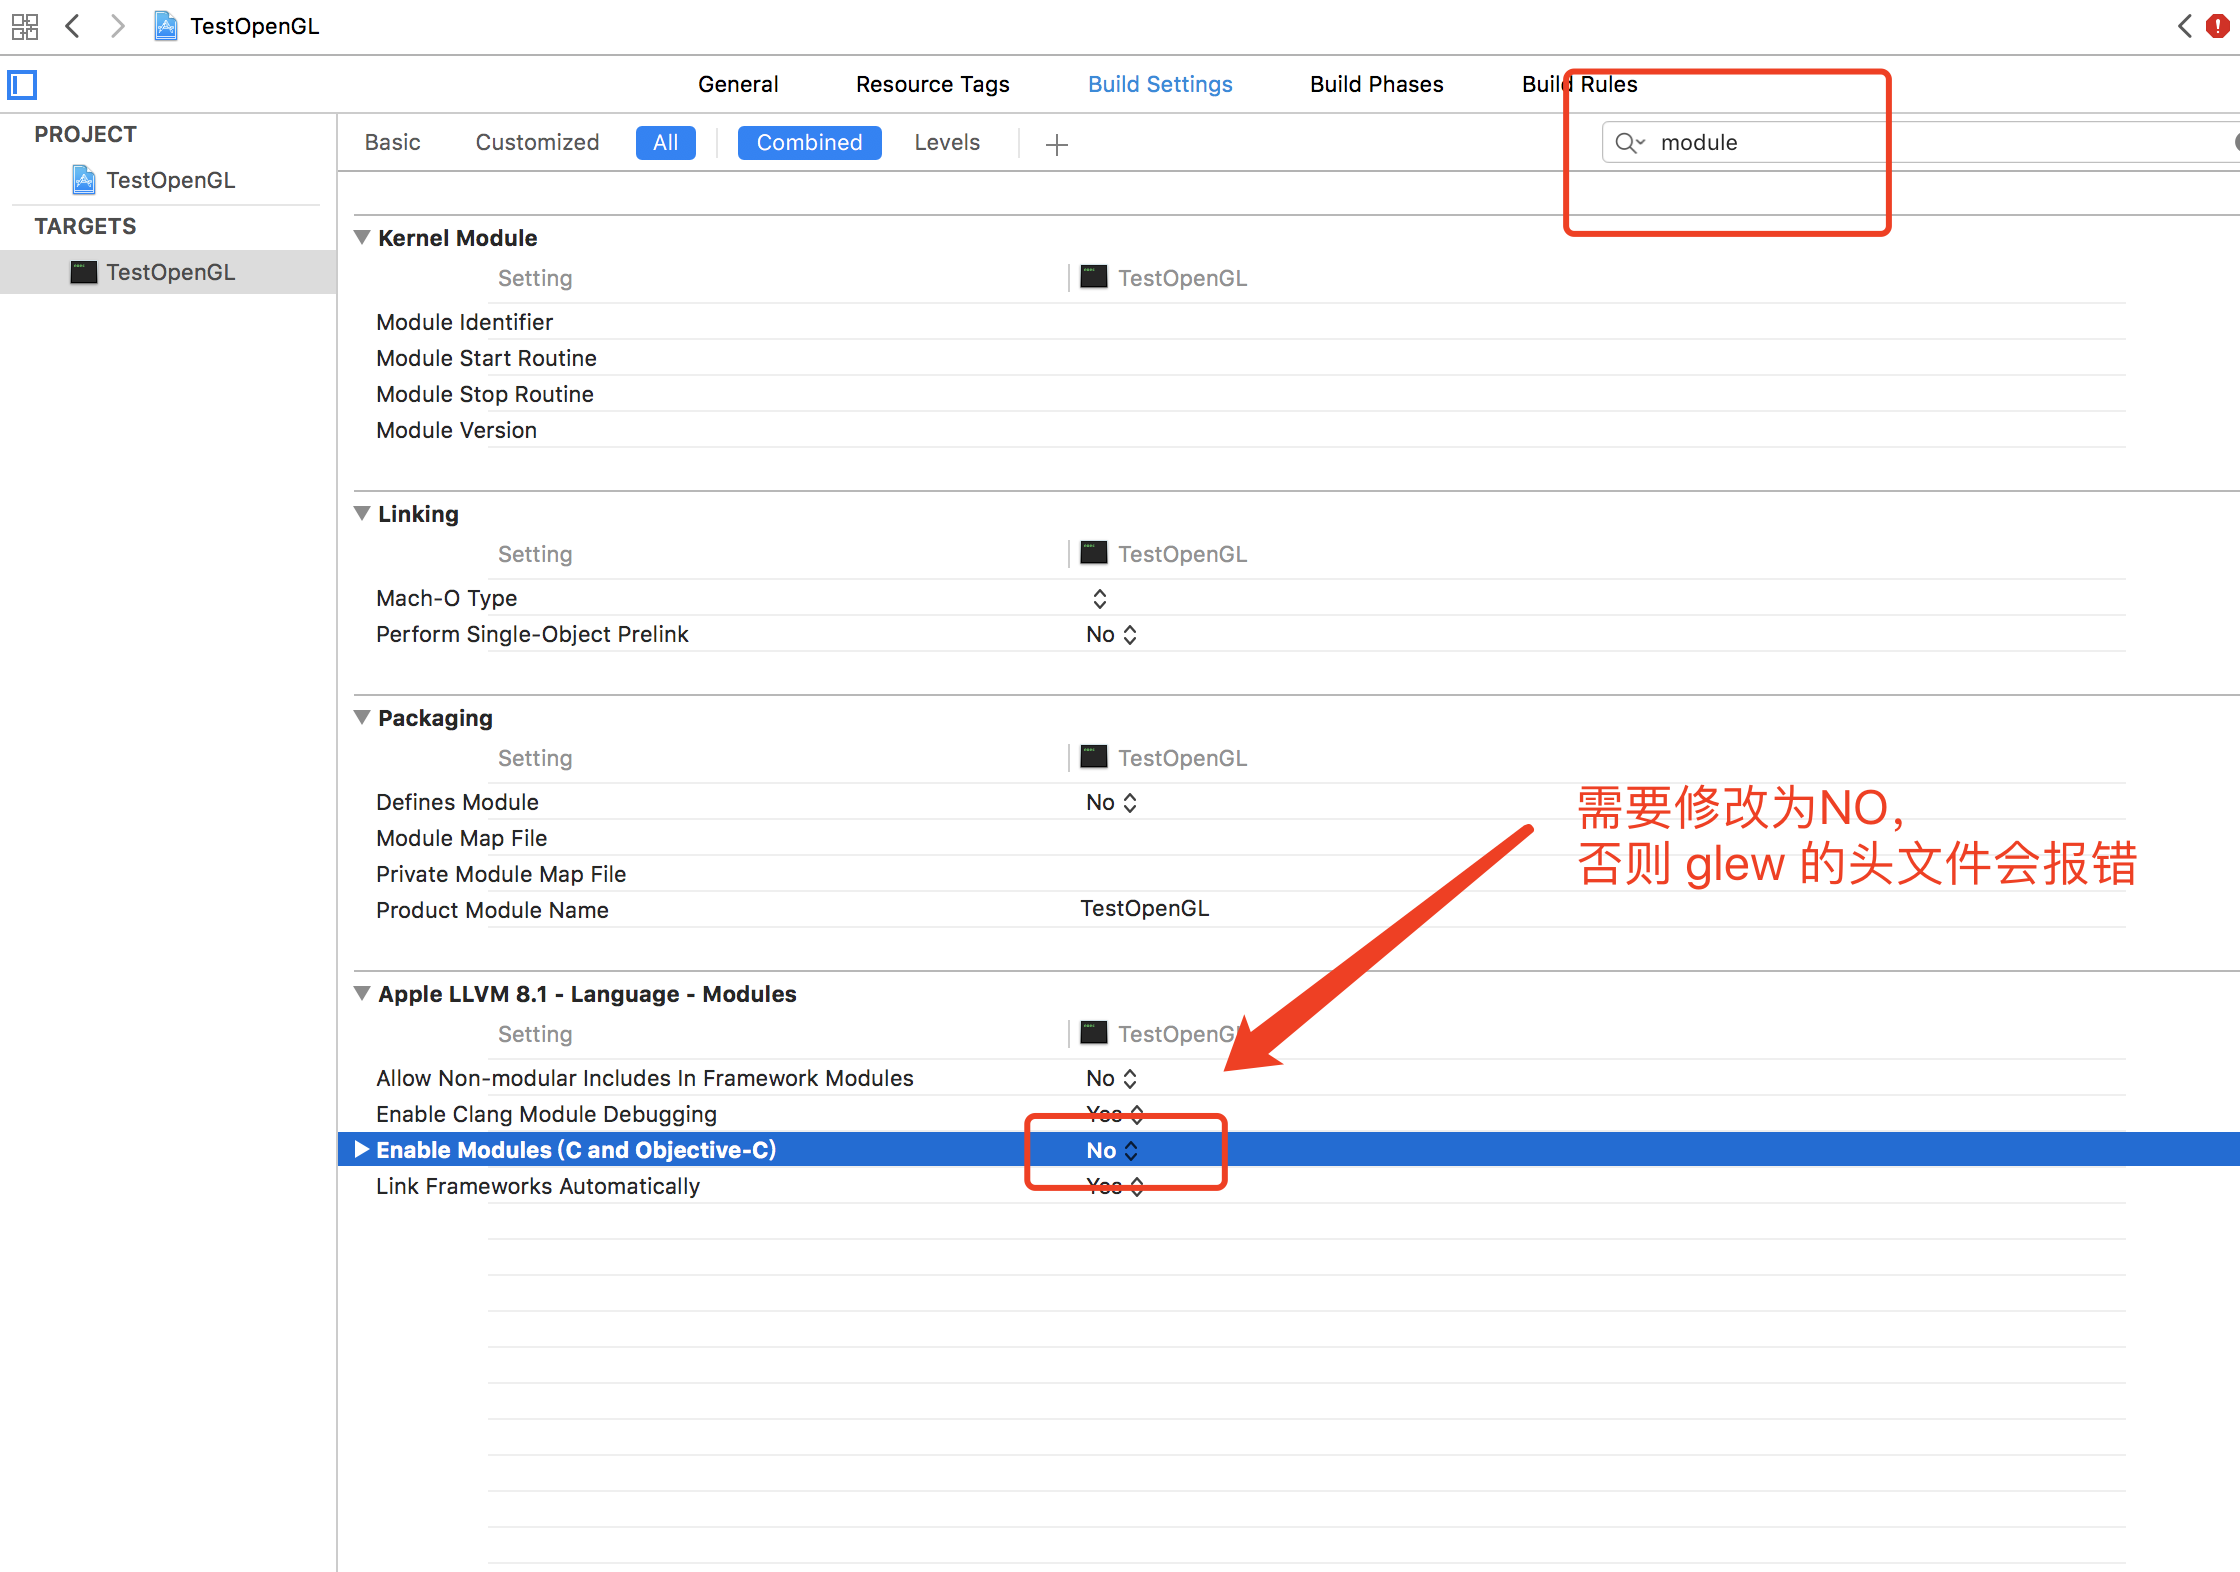 TestOpenGL
General Resource Tags Build Settings Build Phases Build Rules
PROJECT
TestOpenGL
TARGETS
TestOpenGL
Basic Customized All Combined Levels module
Kernel Module
Setting TestOpenGL
Module Identifier
Module Start Routine
Module Stop Routine
Module Version
Linking
Setting TestOpenGL
Mach-O Type
Perform Single-Object Prelink No
Packaging
Setting TestOpenGL
Defines Module No
Module Map File
Private Module Map File
Product Module Name TestOpenGL
需要修改为NO，
否则 glew 的头文件会报错
Apple LLVM 8.1 - Language - Modules
Setting TestOpenGL
Allow Non-modular Includes In Framework Modules No
Enable Clang Module Debugging Yes
Enable Modules (C and Objective-C) No
Link Frameworks Automatically Yes